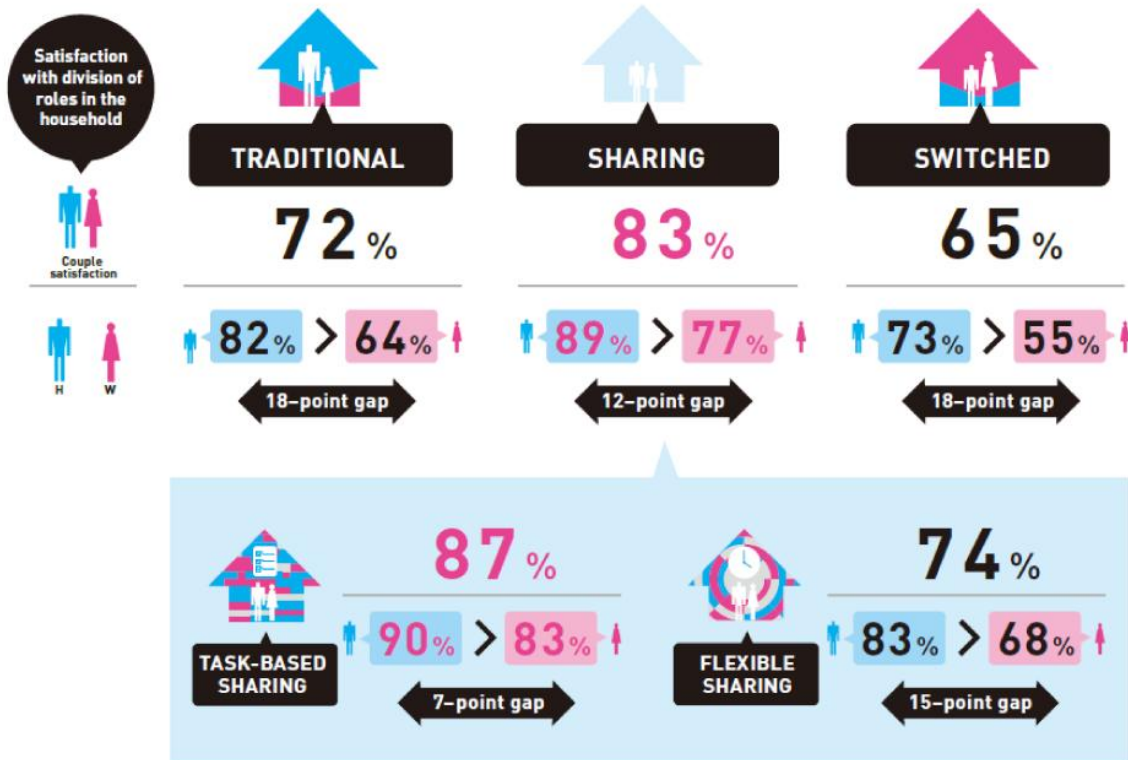 Satisfaction
with division of
roles in the
household
Couple
satisfaction
H W
TRADITIONAL
72%
82% > 64%
18-point gap
SHARING
83%
89% > 77%
12-point gap
SWITCHED
65%
73% > 55%
18-point gap
TASK-BASED
SHARING
87%
90% > 83%
7-point gap
FLEXIBLE
SHARING
74%
83% > 68%
15-point gap